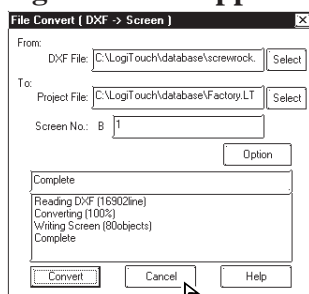 File Convert ( DXF -> Screen )
From:
DXF File: C:\LogiTouch\database\screwrock. Select
To:
Project File: C:\LogiTouch\database\Factory.LT Select
Screen No.: B 1
Option
Complete
Reading DXF (16902line)
Converting (100%)
Writing Screen (80objects)
Complete
Convert Cancel Help